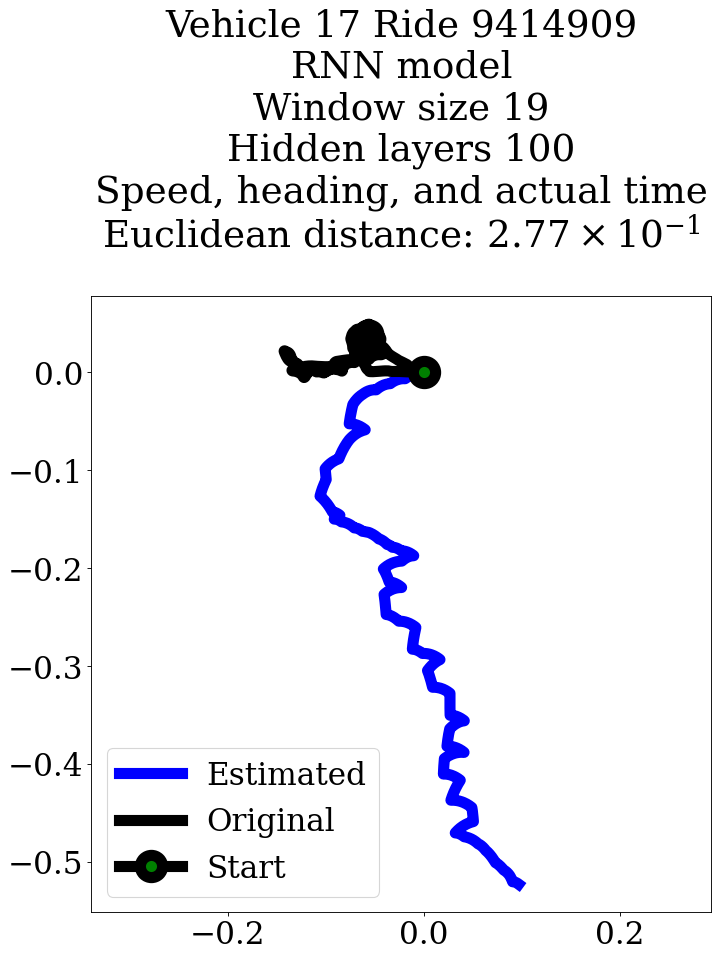 Vehicle 17 Ride 9414909
RNN model
Window size 19
Hidden layers 100
Speed, heading, and actual time
Euclidean distance: 2.77 × 10⁻¹
0.0
−0.1
−0.2
−0.3
−0.4
−0.5
Estimated
Original
Start
−0.2 0.0 0.2